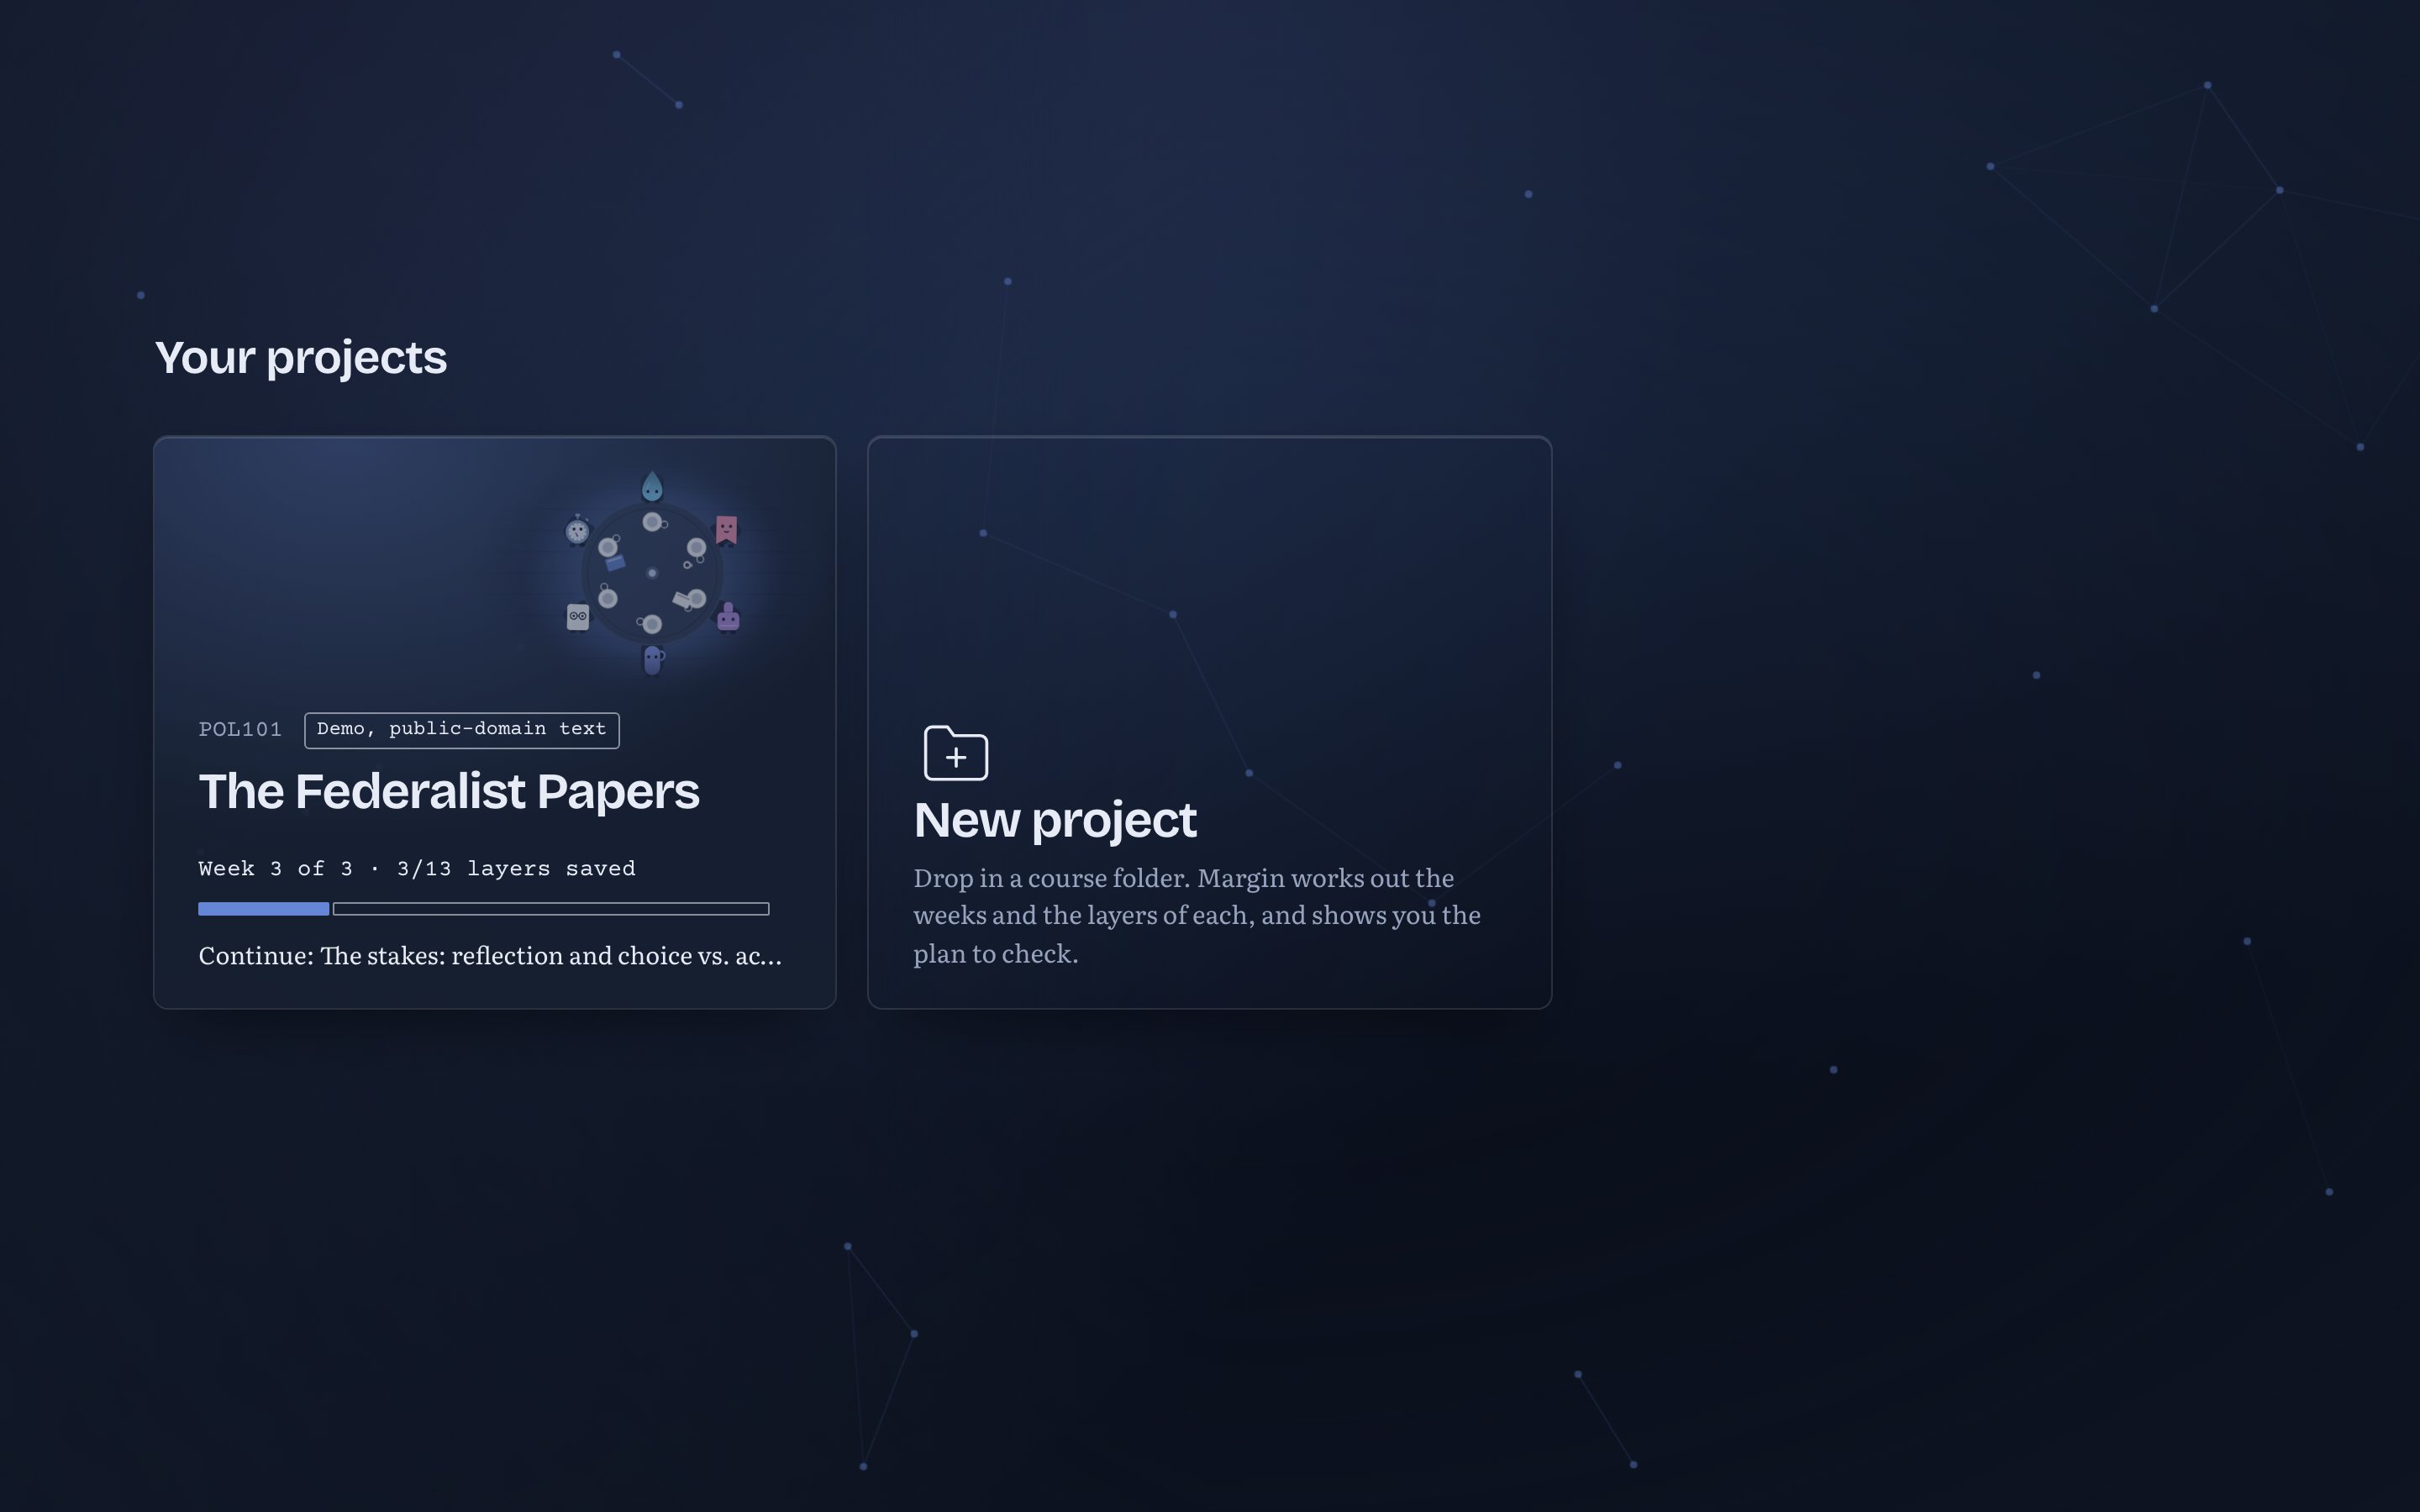 Your projects
POL101 Demo, public-domain text
The Federalist Papers
Week 3 of 3 · 3/13 layers saved
Continue: The stakes: reflection and choice vs. ac...
New project
Drop in a course folder. Margin works out the
weeks and the layers of each, and shows you the
plan to check.